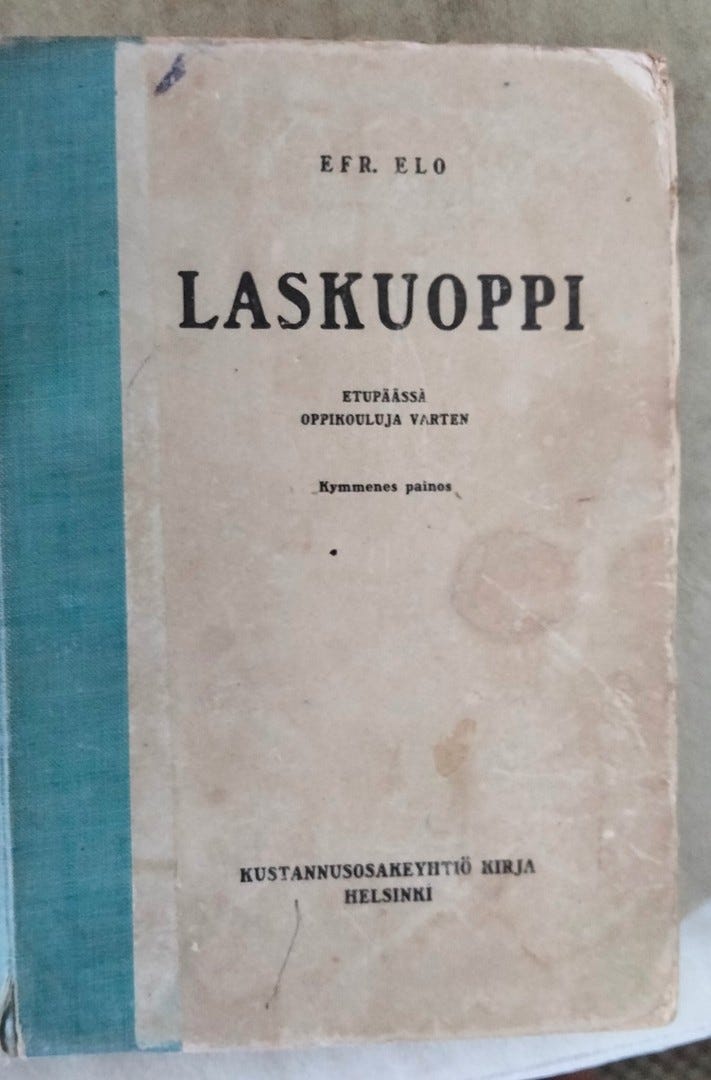 EFR. ELO
LASKUOPPI
ETUPÄÄSSÄ
OPPIKOULUJA VARTEN
Kymmenes painos
KUSTANNUSOSAKEYHTIÖ KIRJA
HELSINKI